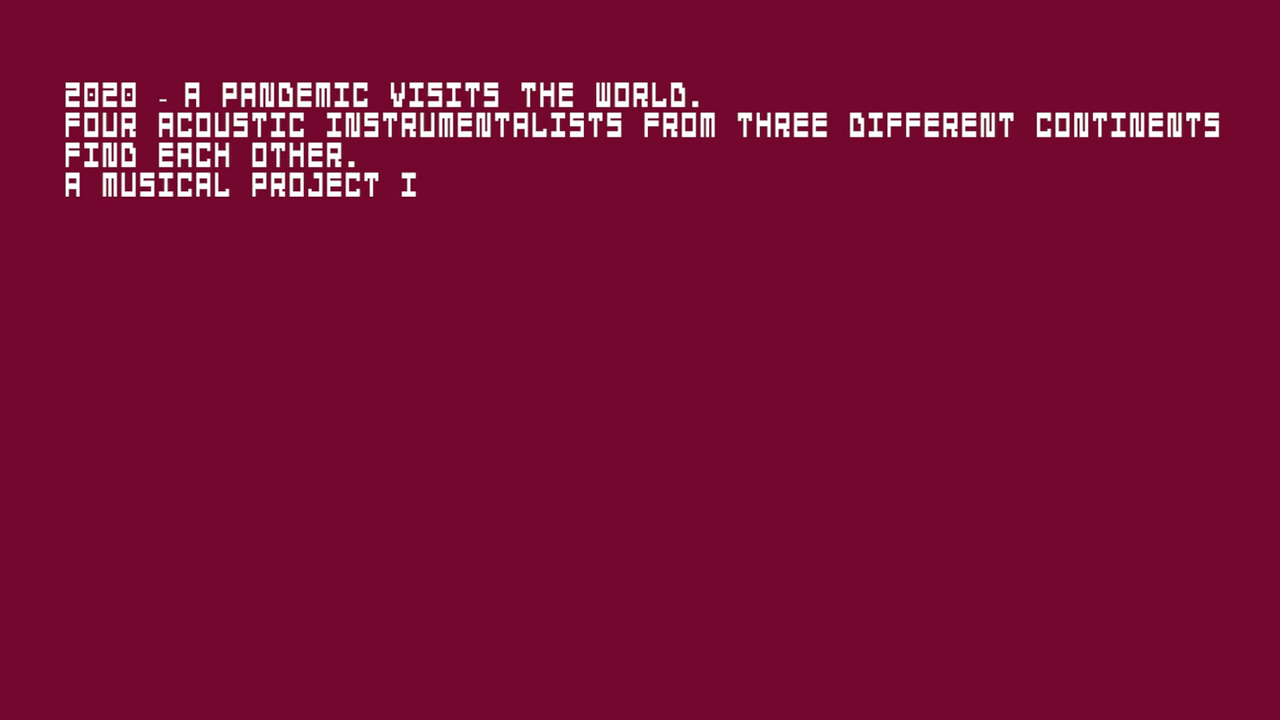 2020 - A PANDEMIC VISITS THE WORLD.
FOUR ACOUSTIC INSTRUMENTALISTS FROM THREE DIFFERENT CONTINENTS
FIND EACH OTHER.
A MUSICAL PROJECT I